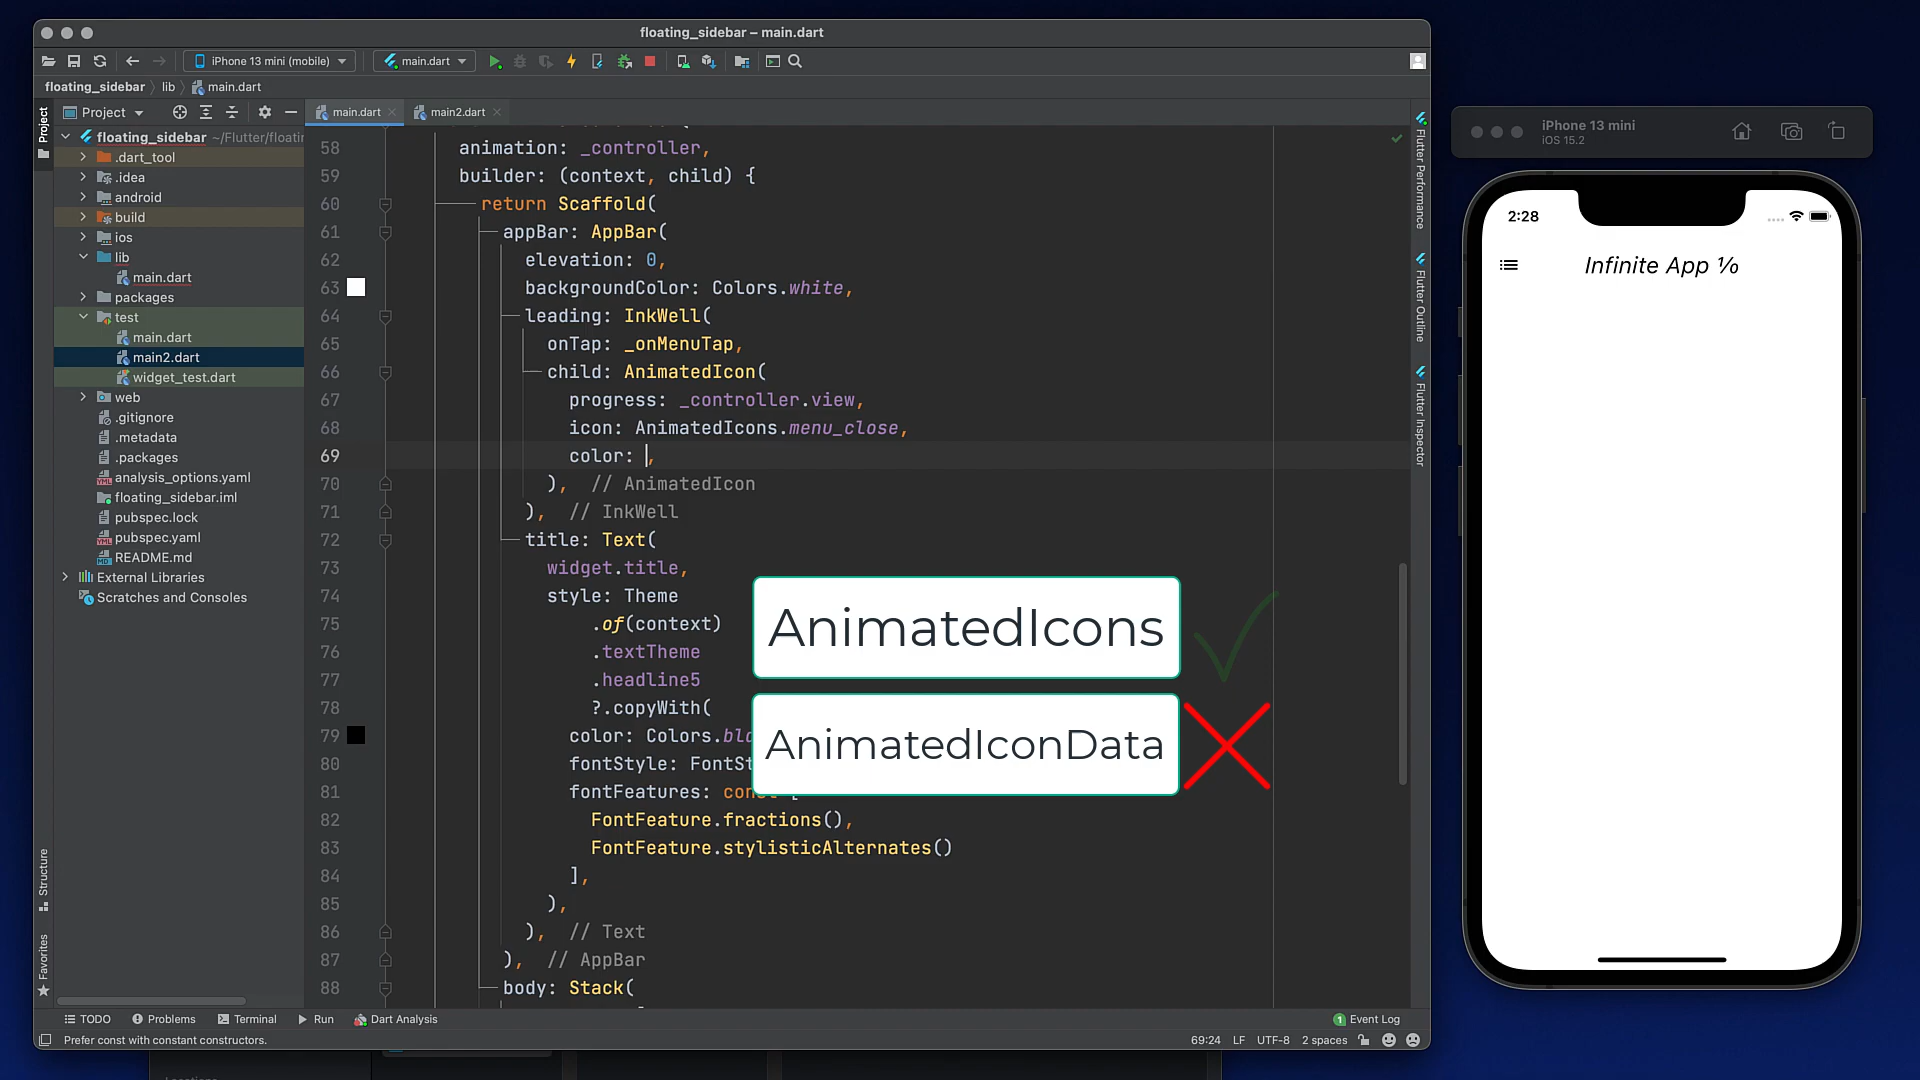 floating_sidebar – main.dart
iPhone 13 mini (mobile)
main.dart
floating_sidebar
lib
main.dart
Project
main.dart
main2.dart
Project
floating_sidebar ~/Flutter/floatin
.dart_tool
.idea
android
build
ios
lib
main.dart
packages
test
main.dart
main2.dart
widget_test.dart
web
.gitignore
.metadata
.packages
analysis_options.yaml
floating_sidebar.iml
pubspec.lock
pubspec.yaml
README.md
External Libraries
Scratches and Consoles
Structure
Favorites
58 animation: _controller,
59 builder: (context, child) {
60 return Scaffold(
61 appBar: AppBar(
62 elevation: 0,
63 backgroundColor: Colors.white,
64 leading: InkWell(
65 onTap: _onMenuTap,
66 child: AnimatedIcon(
67 progress: _controller.view,
68 icon: AnimatedIcons.menu_close,
69 color: ,
70 ), // AnimatedIcon
71 ), // InkWell
72 title: Text(
73 widget.title,
74 style: Theme
75 .of(context)
76 .textTheme
77 .headline5
78 ?.copyWith(
79 color: Colors.bla
80 fontStyle: FontSt
81 fontFeatures: const [
82 FontFeature.fractions(),
83 FontFeature.stylisticAlternates()
84 ],
85 ),
86 ), // Text
87 ), // AppBar
88 body: Stack(
AnimatedIcons
AnimatedIconData
Flutter Performance
Flutter Outline
Flutter Inspector
TODO
Problems
Terminal
Run
Dart Analysis
1 Event Log
Prefer const with constant constructors.
69:24 LF UTF-8 2 spaces
iPhone 13 mini
iOS 15.2
2:28
Infinite App ⅟₀